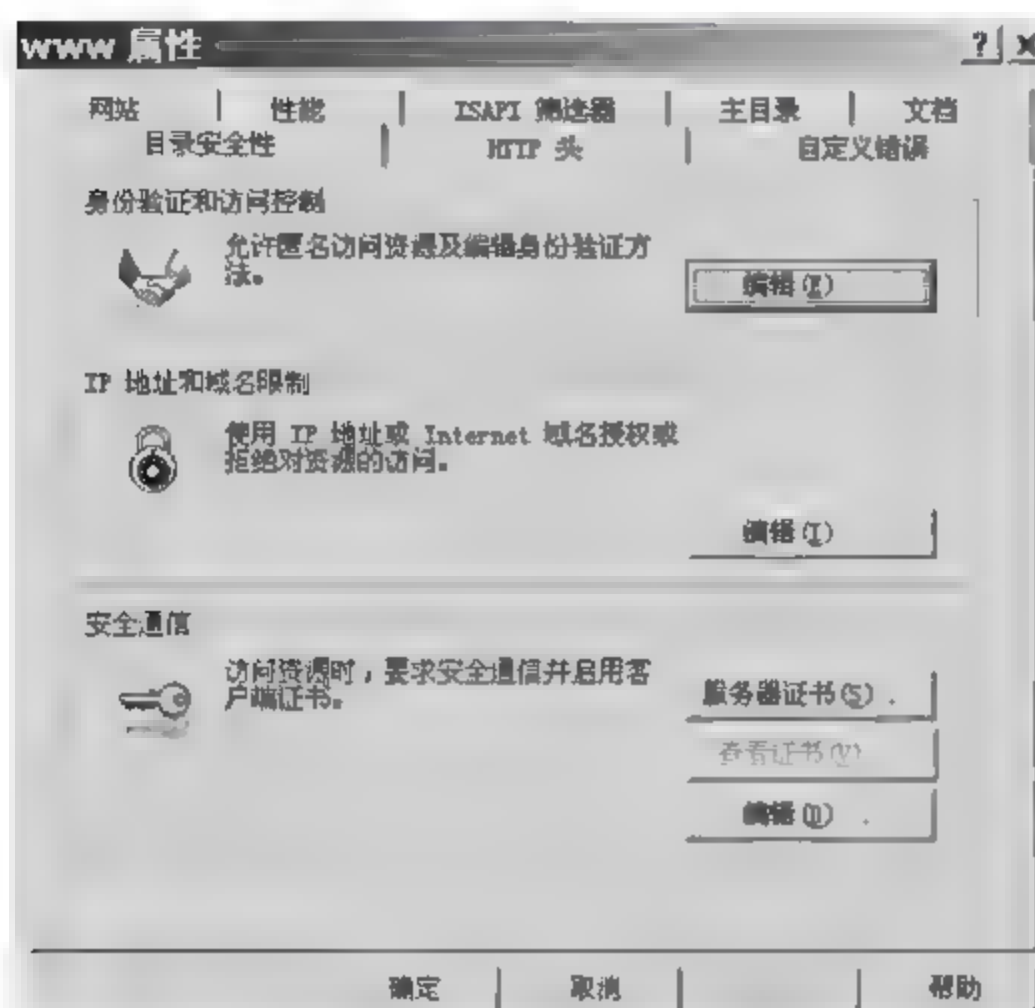 www 属性
网站 性能 ISAPI 筛选器 主目录 文档
目录安全性 HTTP 头 自定义错误
身份验证和访问控制
允许匿名访问资源及编辑身份验证方
法。
编辑(E)
IP 地址和域名限制
使用 IP 地址或 Internet 域名授权或
拒绝对资源的访问。
编辑(I)
安全通信
访问资源时，要求安全通信并启用客
户端证书。
服务器证书(S).
查看证书(V)
编辑(D) .
确定 取消 帮助